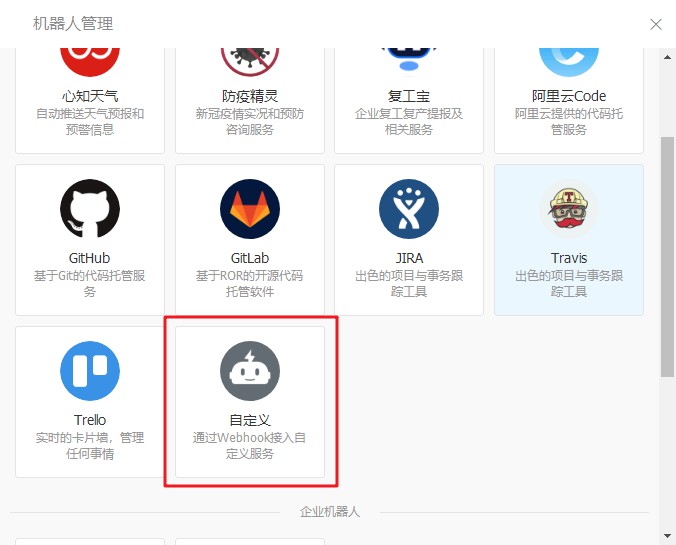 机器人管理
心知天气
自动推送天气预报和
预警信息
防疫精灵
新冠疫情实况和预防
咨询服务
复工宝
企业复工复产提报及
相关服务
阿里云Code
阿里云提供的代码托
管服务
GitHub
基于Git的代码托管服
务
GitLab
基于ROR的开源代码
托管软件
JIRA
出色的项目与事务跟
踪工具
Travis
出色的项目与事务跟
踪工具
Trello
实时的卡片墙，管理
任何事情
自定义
通过Webhook接入自
定义服务
企业机器人